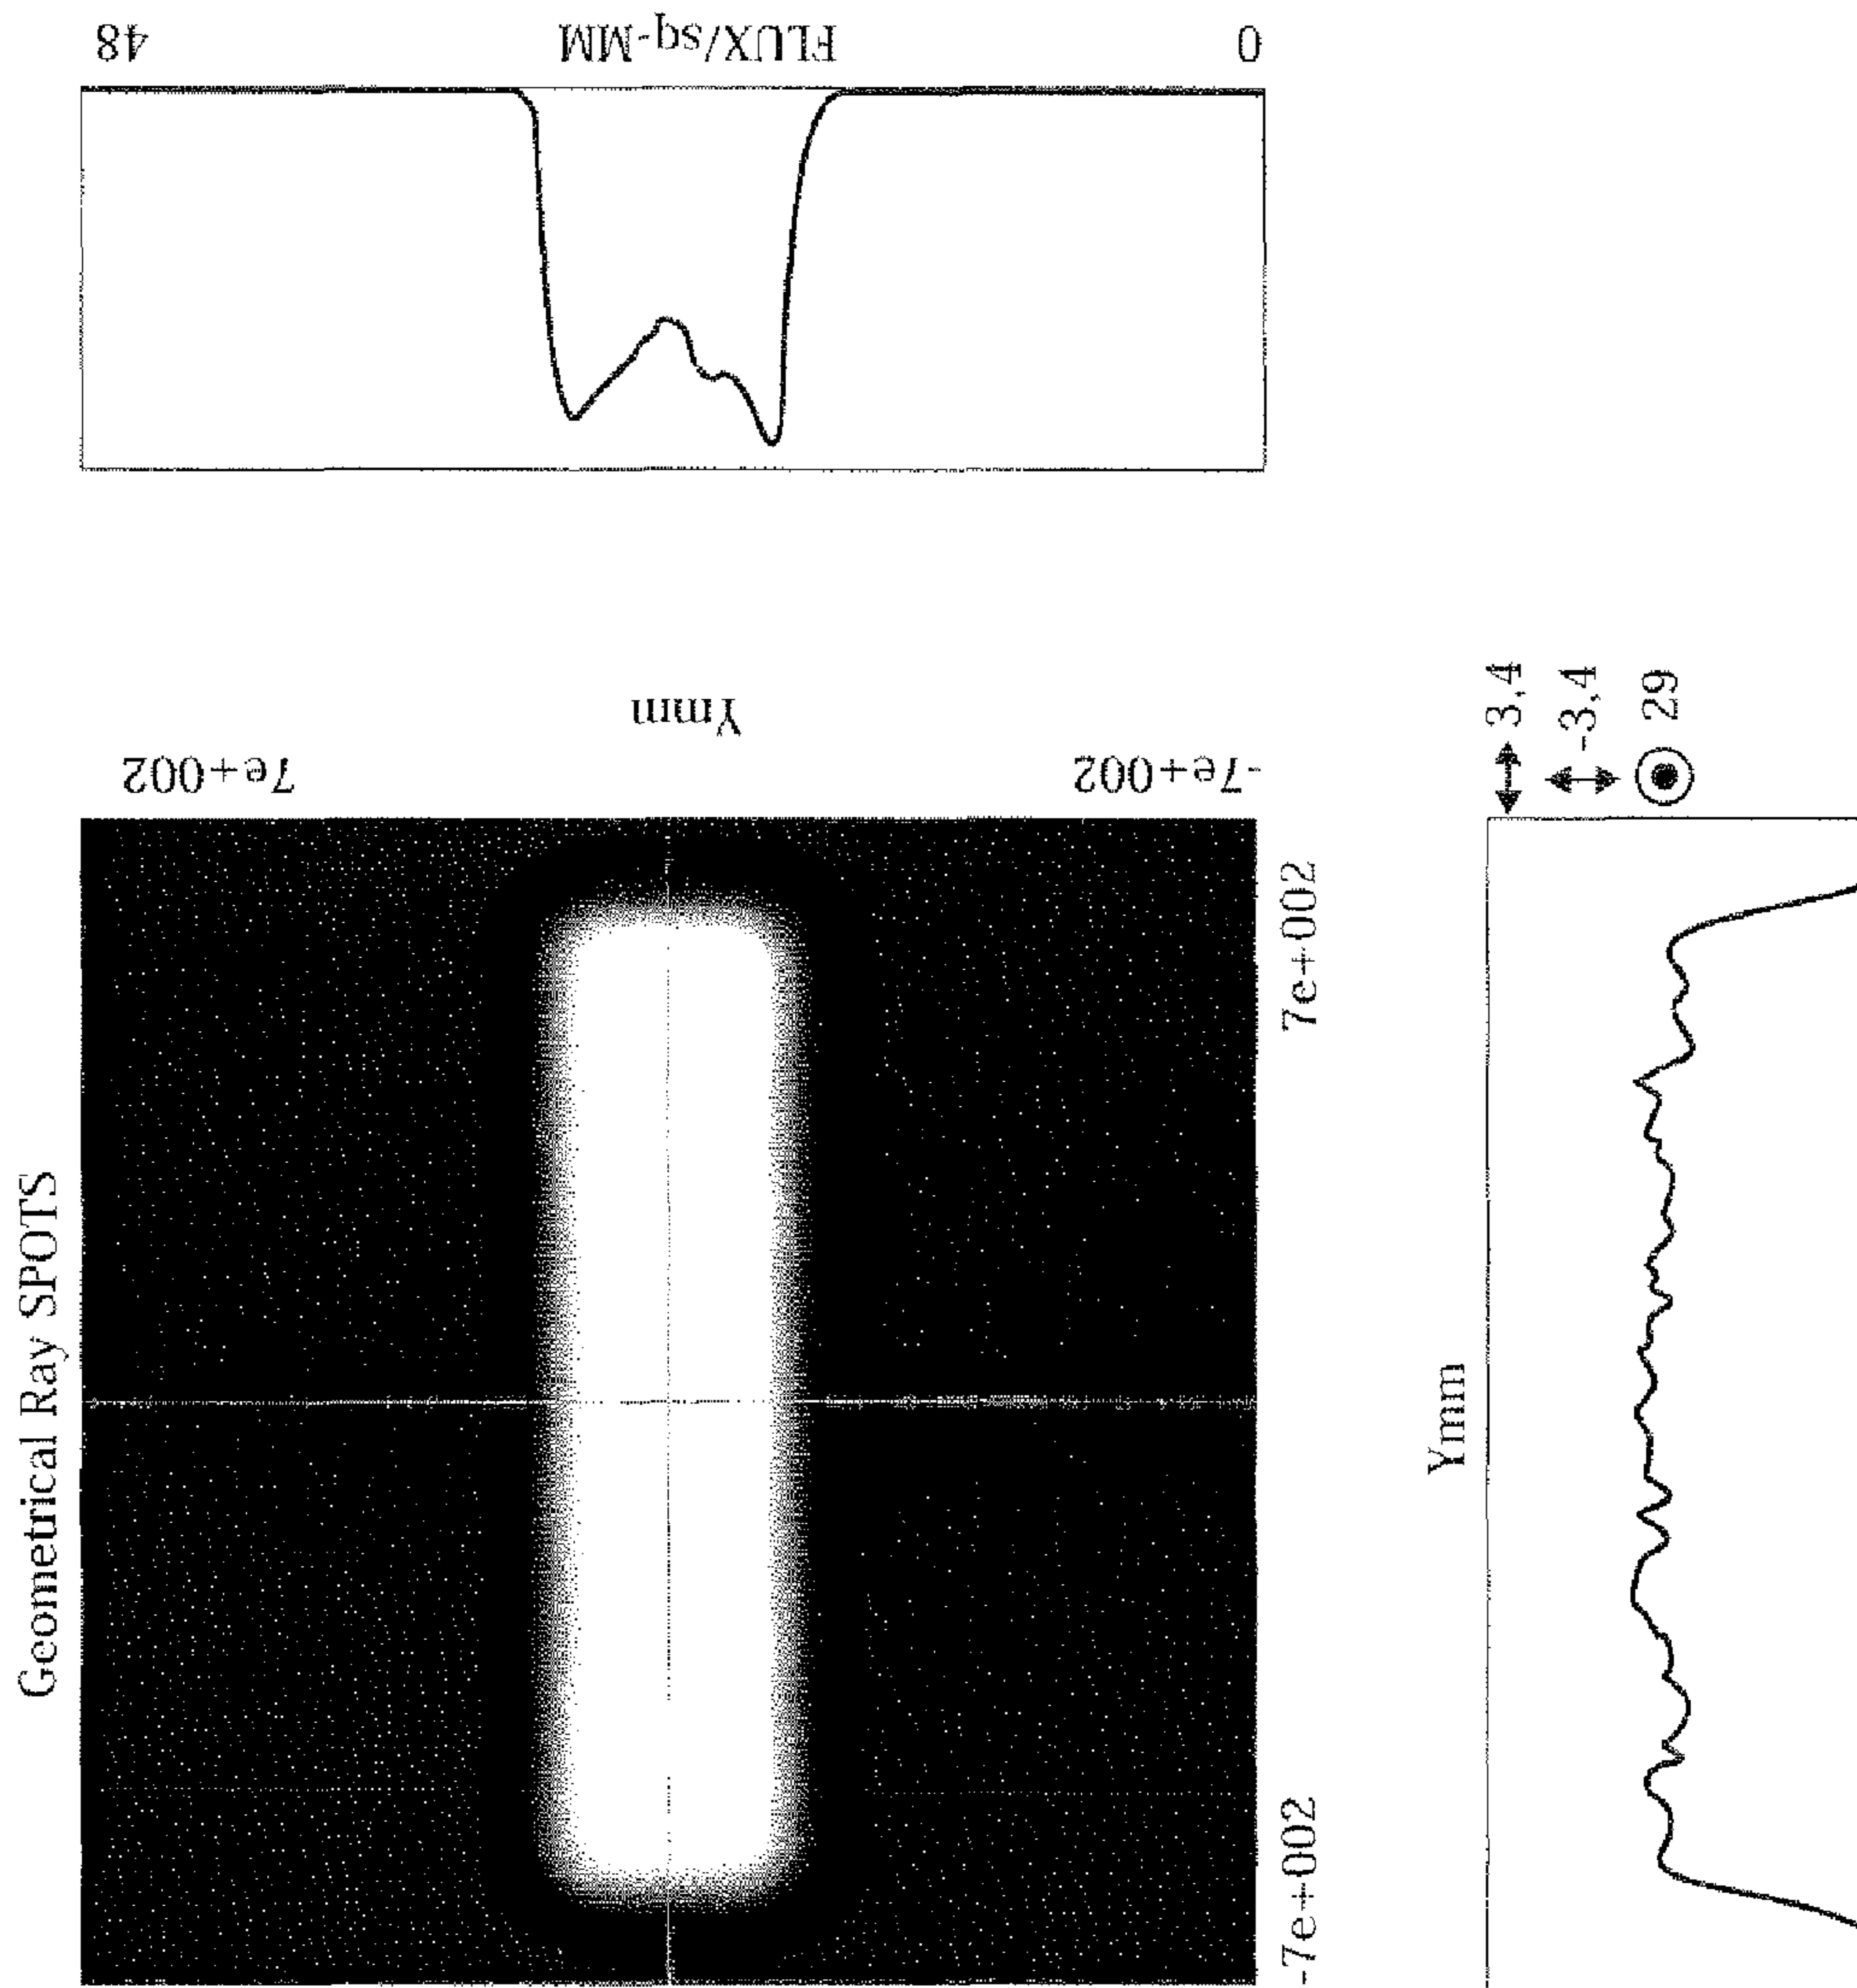 Geometrical Ray SPOTS
48
FLUX/sq-MM
0
7e+002
Ymm
-7e+002
-7e+002
7e+002
Ymm
3.4
-3.4
29